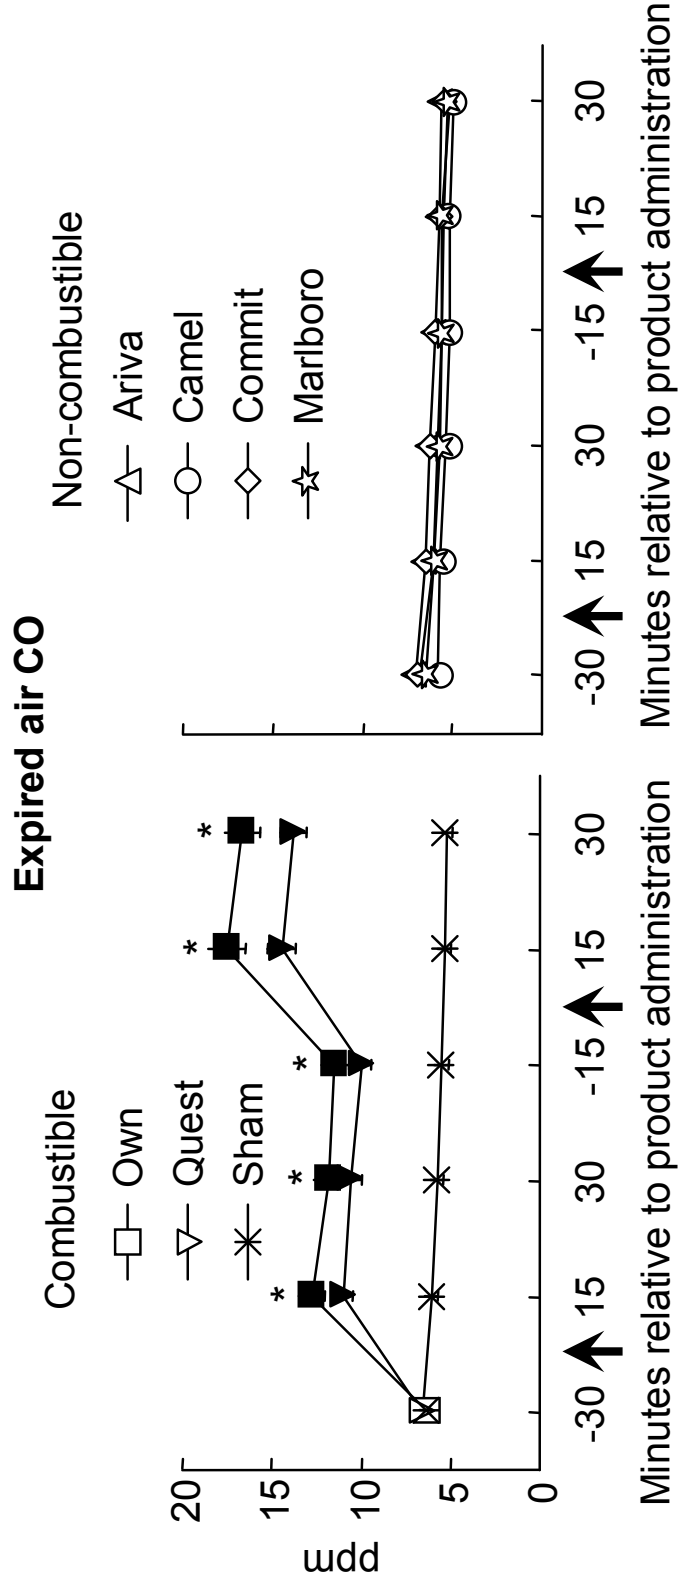 Expired air CO
Combustible
Own
Quest
Sham
Non-combustible
Ariva
Camel
Commit
Marlboro
ppm
20
15
10
5
0
* * * * *
-30 15 30 -15 15 30
Minutes relative to product administration
-30 15 30 -15 15 30
Minutes relative to product administration